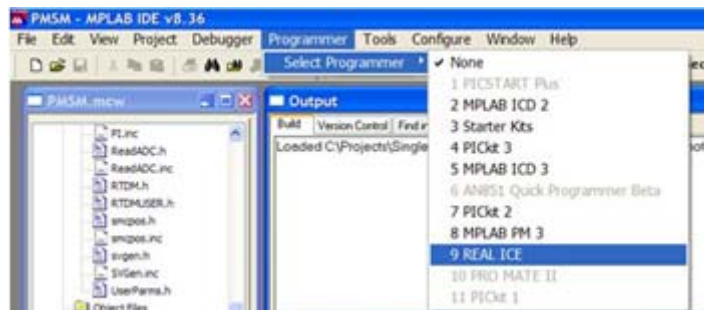 PMSM - MPLAB IDE v8.36
File Edit View Project Debugger Programmer Tools Configure Window Help
Select Programmer
None
1 PICSTART Plus
2 MPLAB ICD 2
3 Starter Kits
4 PICkit 3
5 MPLAB ICD 3
6 AN851 Quick Programmer Beta
7 PICkit 2
8 MPLAB PM 3
9 REAL ICE
10 PRO MATE II
11 PICkit 1
PMSM.mcw
PI.inc
ReadADC.h
ReadADC.inc
RTDM.h
RTDMUSER.h
smcpos.h
smcpos.inc
svgen.h
SVGen.inc
UserParms.h
Object Files
Output
Build Version Control Find in
Loaded C:\Projects\Single